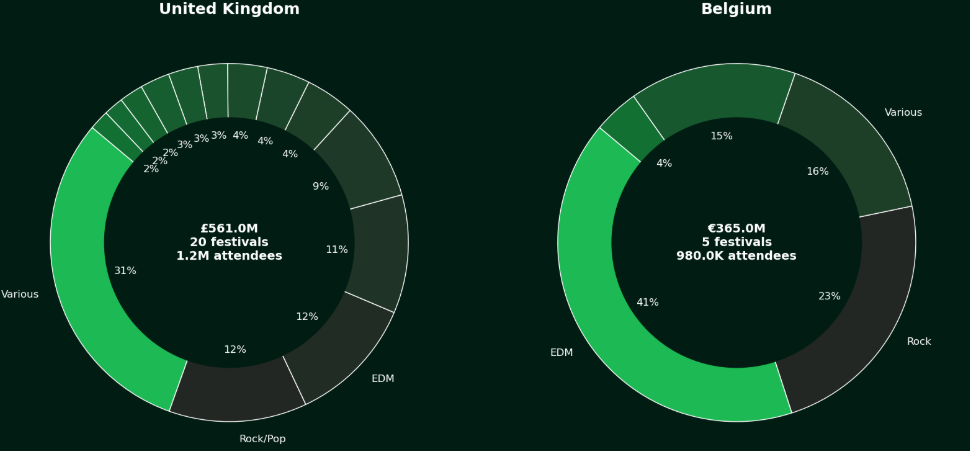 United Kingdom
2%
2%
2%
3%
3%
3%
4%
4%
4%
9%
11%
12%
12%
31%
£561.0M
20 festivals
1.2M attendees
Various
EDM
Rock/Pop
Belgium
4%
15%
16%
23%
41%
€365.0M
5 festivals
980.0K attendees
Various
Rock
EDM